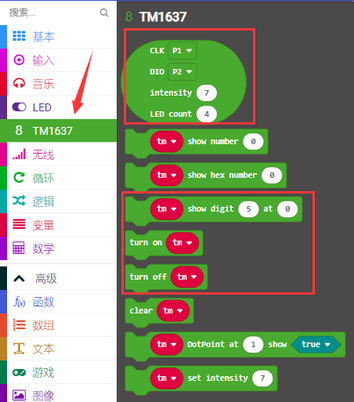 搜索...
基本
输入
音乐
LED
8 TM1637
无线
循环
逻辑
变量
数学
高级
函数
数组
文本
游戏
图像
8 TM1637
CLK P1
DIO P2
intensity 7
LED count 4
tm show number 0
tm show hex number 0
tm show digit 5 at 0
turn on tm
turn off tm
clear tm
tm DotPoint at 1 show true
tm set intensity 7